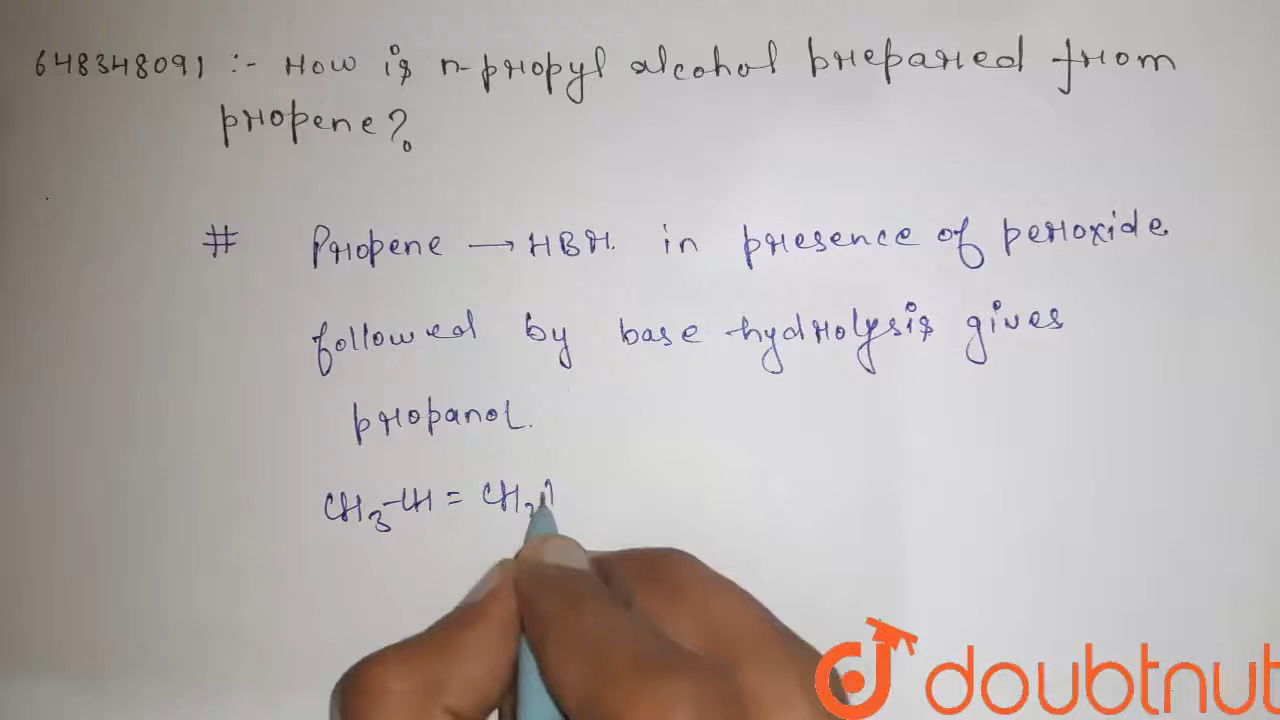 648348091 :- How is n-propyl alcohol prepared from
propene?
# Propene → HBr. in presence of peroxide
followed by base hydrolysis gives
propanol.
CH3-CH = CH2
doubtnut